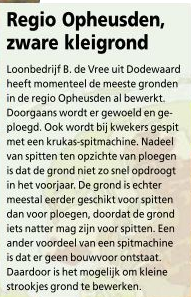 Regio Opheusden,
zware kleigrond
Loonbedrijf B. de Vree uit Dodewaard
heeft momenteel de meeste gronden
in de regio Opheusden al bewerkt.
Doorgaans wordt er gewoeld en ge-
ploegd. Ook wordt bij kwekers gespit
met een krukas-spitmachine. Nadeel
van spitten ten opzichte van ploegen
is dat de grond niet zo snel opdroogt
in het voorjaar. De grond is echter
meestal eerder geschikt voor spitten
dan voor ploegen, doordat de grond
iets natter mag zijn voor spitten. Een
ander voordeel van een spitmachine
is dat er geen bouwvoor ontstaat.
Daardoor is het mogelijk om kleine
strookjes grond te bewerken.